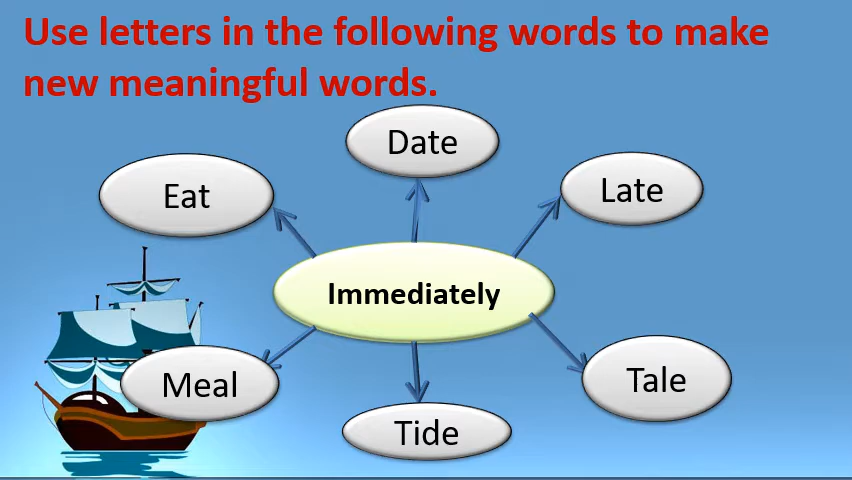 Use letters in the following words to make
new meaningful words.
Date
Eat
Late
Immediately
Meal
Tale
Tide